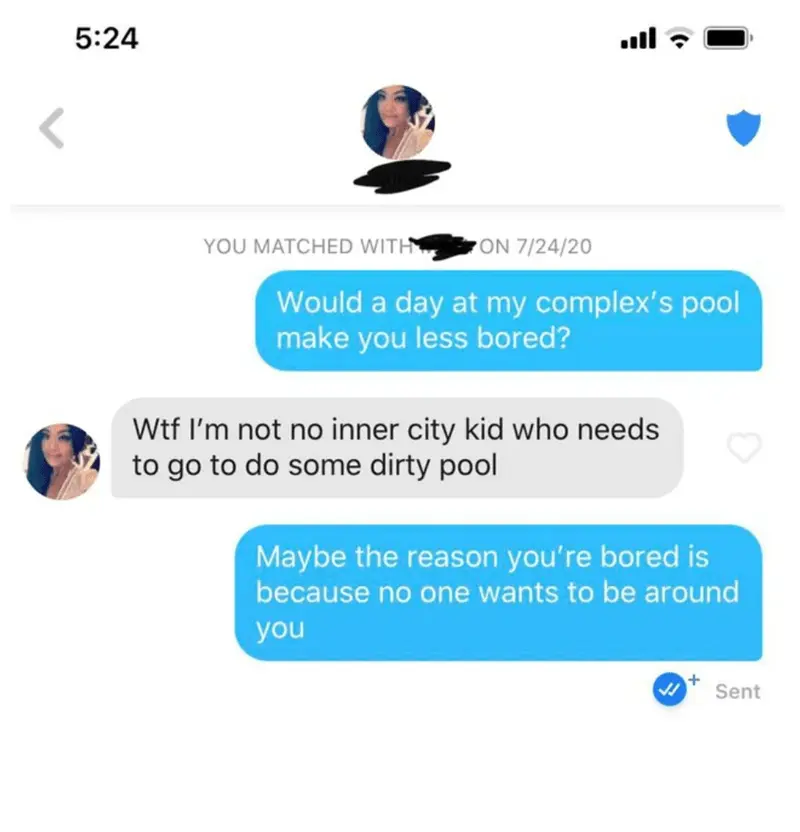 5:24
YOU MATCHED WITH ON 7/24/20
Would a day at my complex's pool
make you less bored?
Wtf I'm not no inner city kid who needs
to go to do some dirty pool
Maybe the reason you're bored is
because no one wants to be around
you
Sent